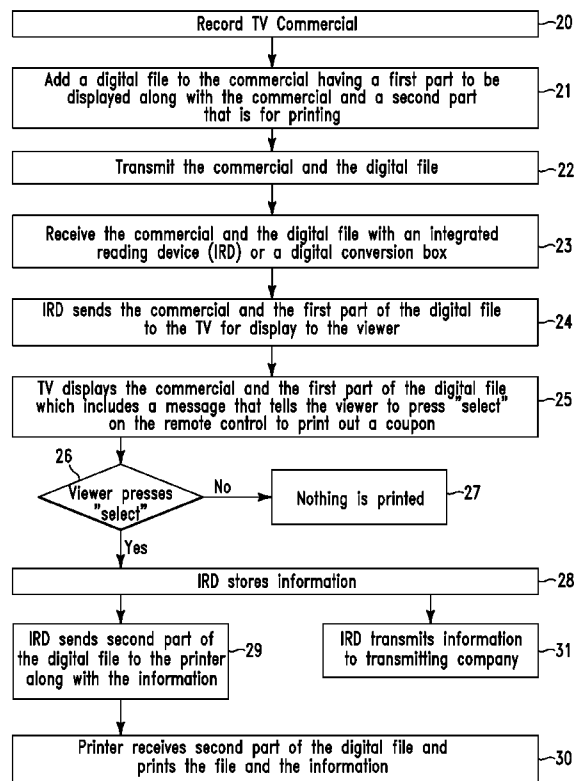 Record TV Commercial
20
Add a digital file to the commercial having a first part to be
displayed along with the commercial and a second part
that is for printing
21
Transmit the commercial and the digital file
22
Receive the commercial and the digital file with an integrated
reading device (IRD) or a digital conversion box
23
IRD sends the commercial and the first part of the digital file
to the TV for display to the viewer
24
TV displays the commercial and the first part of the digital file
which includes a message that tells the viewer to press "select"
on the remote control to print out a coupon
25
26
Viewer presses
"select"
No
Nothing is printed
27
Yes
IRD stores information
28
IRD sends second part of
the digital file to the printer
along with the information
29
IRD transmits information
to transmitting company
31
Printer receives second part of the digital file and
prints the file and the information
30